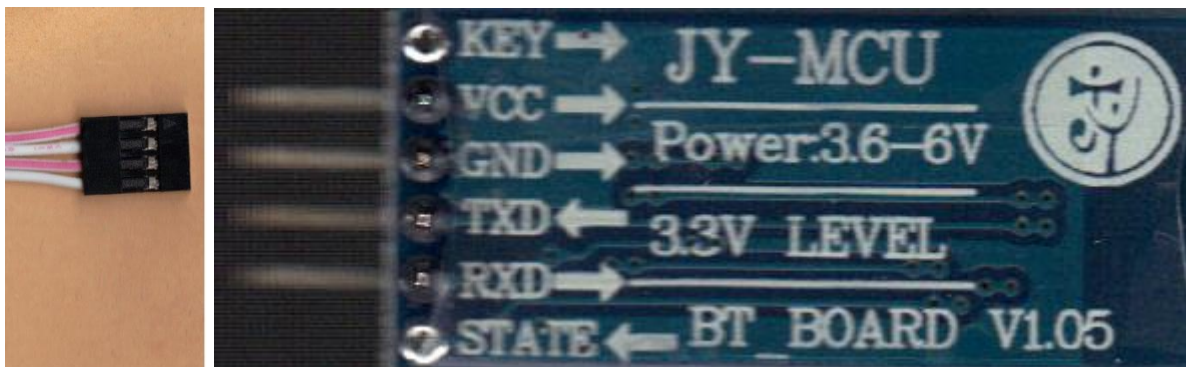 KEY
VCC
GND
TXD
RXD
STATE
JY-MCU
Power:3.6-6V
3.3V LEVEL
BT_BOARD V1.05